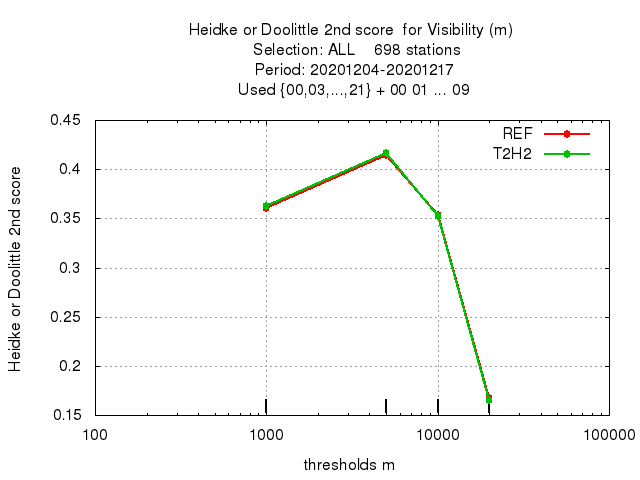 Heidke or Doolittle 2nd score  for Visibility (m)
Selection: ALL    698 stations
Period: 20201204-20201217
Used {00,03,...,21} + 00 01 ... 09
REF
T2H2
Heidke or Doolittle 2nd score
0.45
0.4
0.35
0.3
0.25
0.2
0.15
100
1000
10000
100000
thresholds m